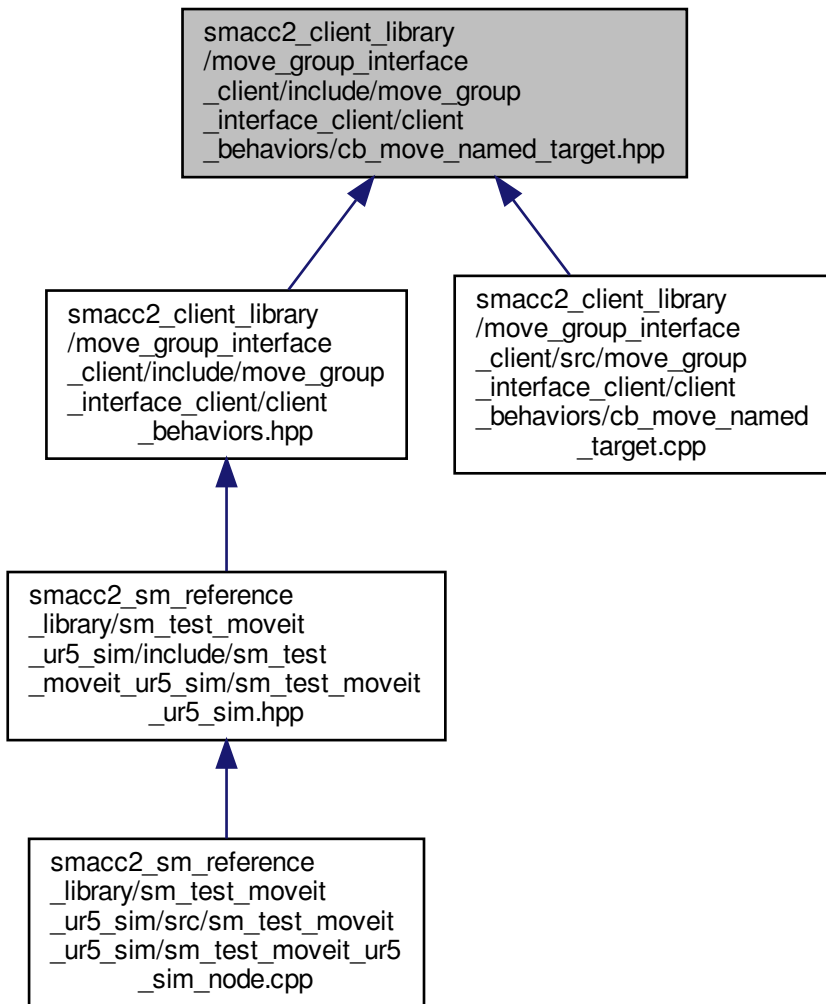 smacc2_client_library
/move_group_interface
_client/include/move_group
_interface_client/client
_behaviors/cb_move_named_target.hpp
smacc2_client_library
/move_group_interface
_client/include/move_group
_interface_client/client
_behaviors.hpp
smacc2_client_library
/move_group_interface
_client/src/move_group
_interface_client/client
_behaviors/cb_move_named
_target.cpp
smacc2_sm_reference
_library/sm_test_moveit
_ur5_sim/include/sm_test
_moveit_ur5_sim/sm_test_moveit
_ur5_sim.hpp
smacc2_sm_reference
_library/sm_test_moveit
_ur5_sim/src/sm_test_moveit
_ur5_sim/sm_test_moveit_ur5
_sim_node.cpp